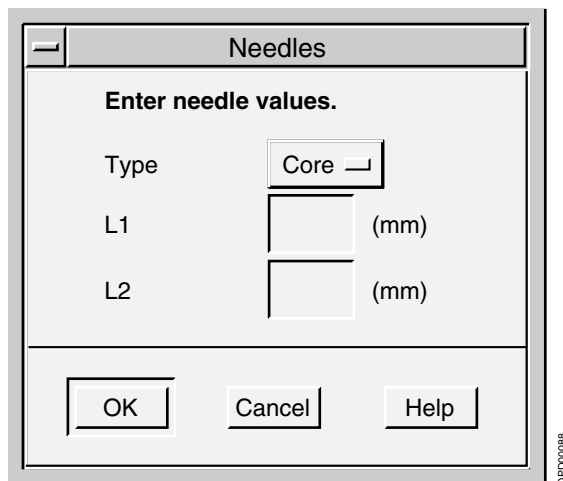 Needles
Enter needle values.
Type Core
L1 (mm)
L2 (mm)
OK Cancel Help